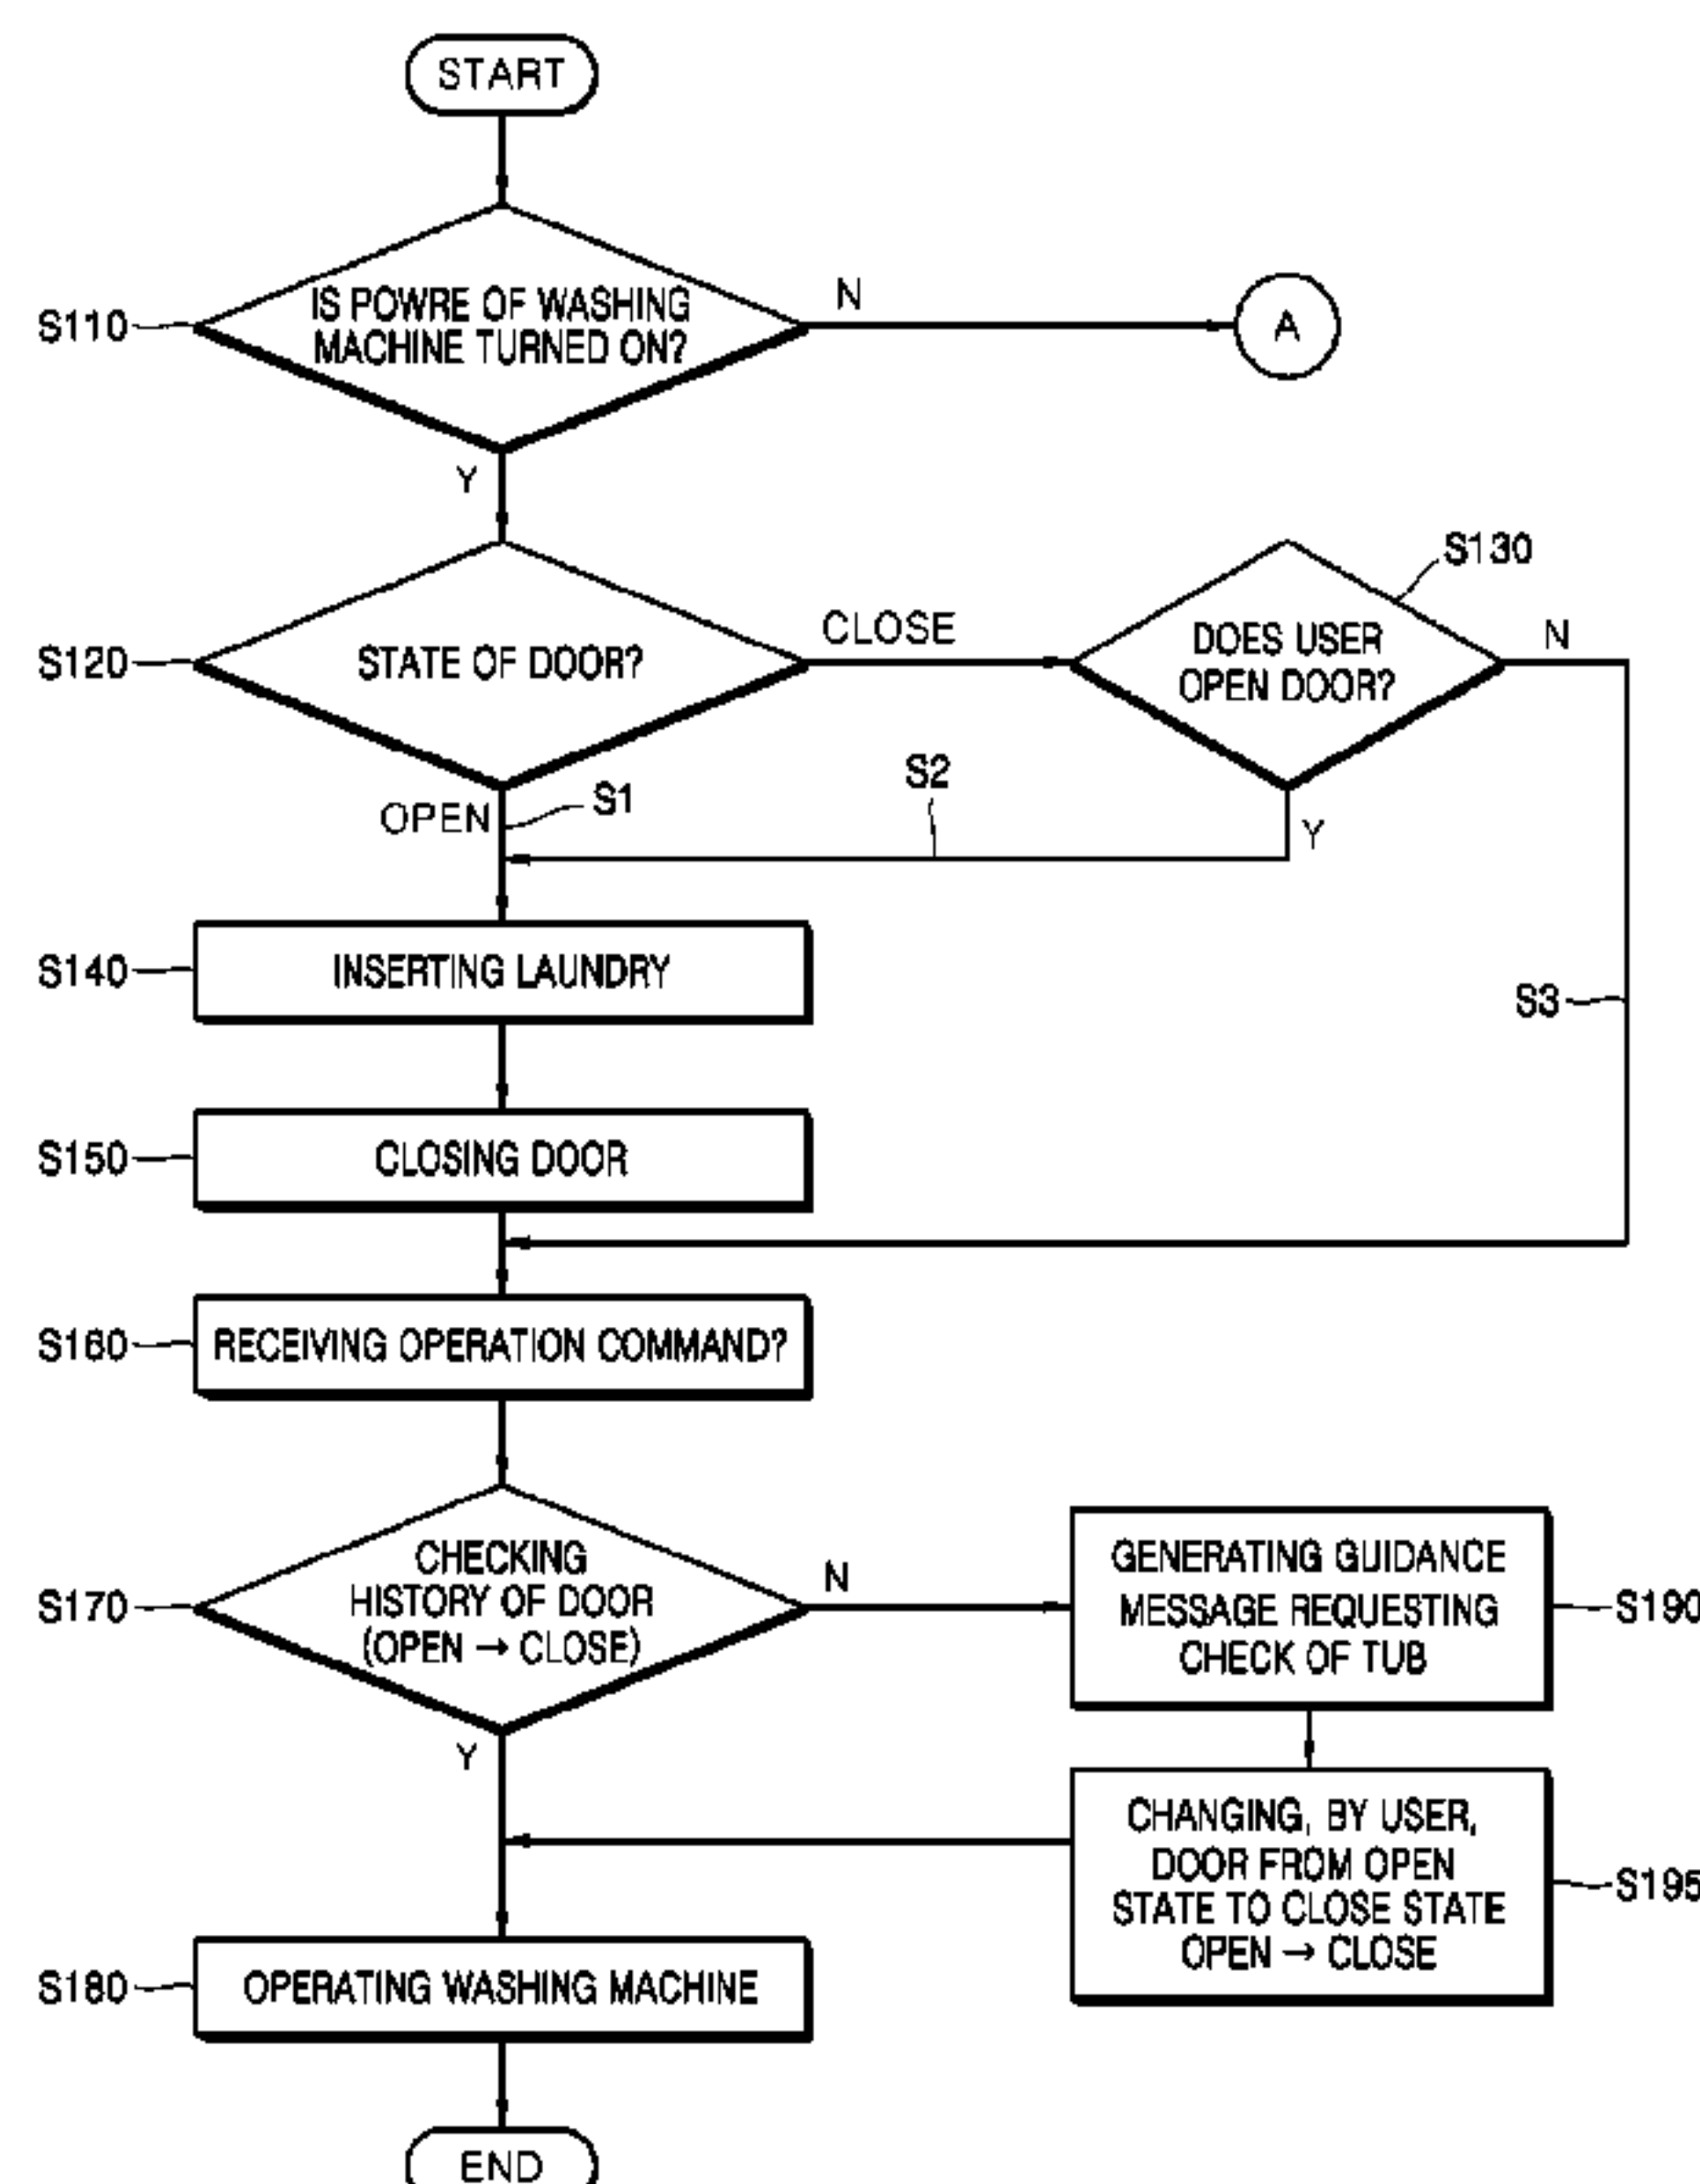 START
S110
IS POWRE OF WASHING
MACHINE TURNED ON?
N
A
Y
S120
STATE OF DOOR?
CLOSE
S130
DOES USER
OPEN DOOR?
N
OPEN
S1
S2
Y
S140
INSERTING LAUNDRY
S3
S150
CLOSING DOOR
S160
RECEIVING OPERATION COMMAND?
S170
CHECKING
HISTORY OF DOOR
(OPEN → CLOSE)
N
GENERATING GUIDANCE
MESSAGE REQUESTING
CHECK OF TUB
S190
Y
CHANGING, BY USER,
DOOR FROM OPEN
STATE TO CLOSE STATE
OPEN → CLOSE
S195
S180
OPERATING WASHING MACHINE
END